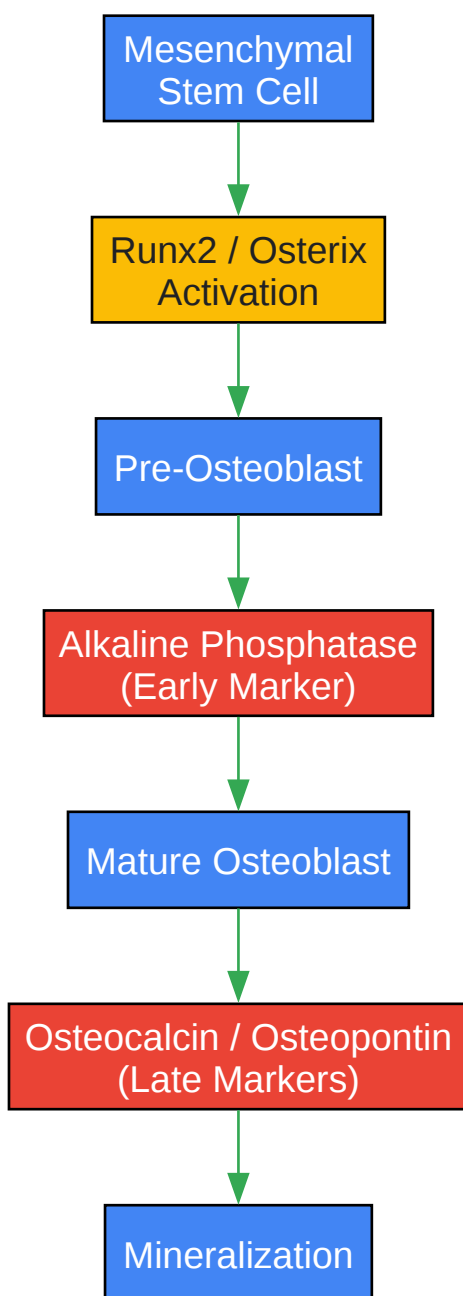 Mesenchymal
Stem Cell
Runx2 / Osterix
Activation
Pre-Osteoblast
Alkaline Phosphatase
(Early Marker)
Mature Osteoblast
Osteocalcin / Osteopontin
(Late Markers)
Mineralization